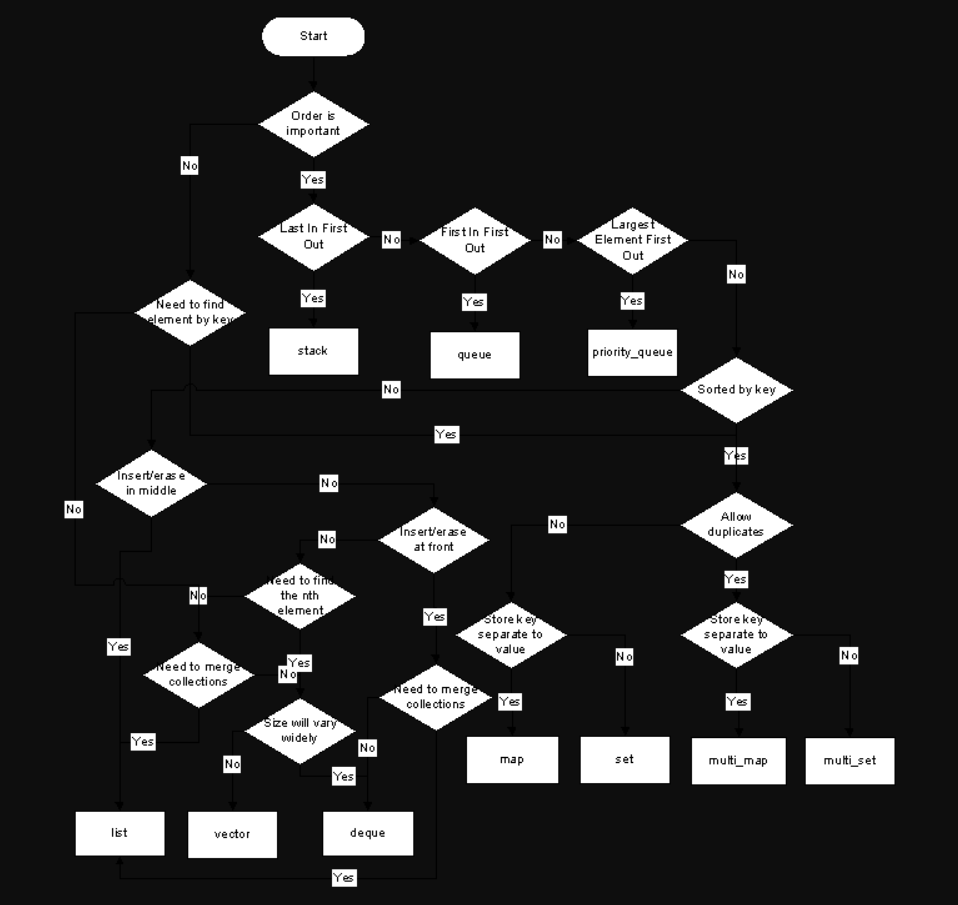 Start
Order is
important
No
Yes
Last In First
Out
No
First In First
Out
No
Largest
Element First
Out
No
Yes
Yes
Yes
Need to find
element by key
stack
queue
priority_queue
No
Sorted by key
Yes
Yes
Insert/erase
in middle
No
No
Insert/erase
at front
No
No
Allow
duplicates
Need to find
the nth
element
No
Yes
Yes
Store key
separate to
value
Store key
separate to
value
Yes
No
No
Need to merge
collections
Yes
No
Need to merge
collections
Yes
Yes
Size will vary
widely
Yes
No
No
Yes
map
set
multi_map
multi_set
list
vector
deque
Yes